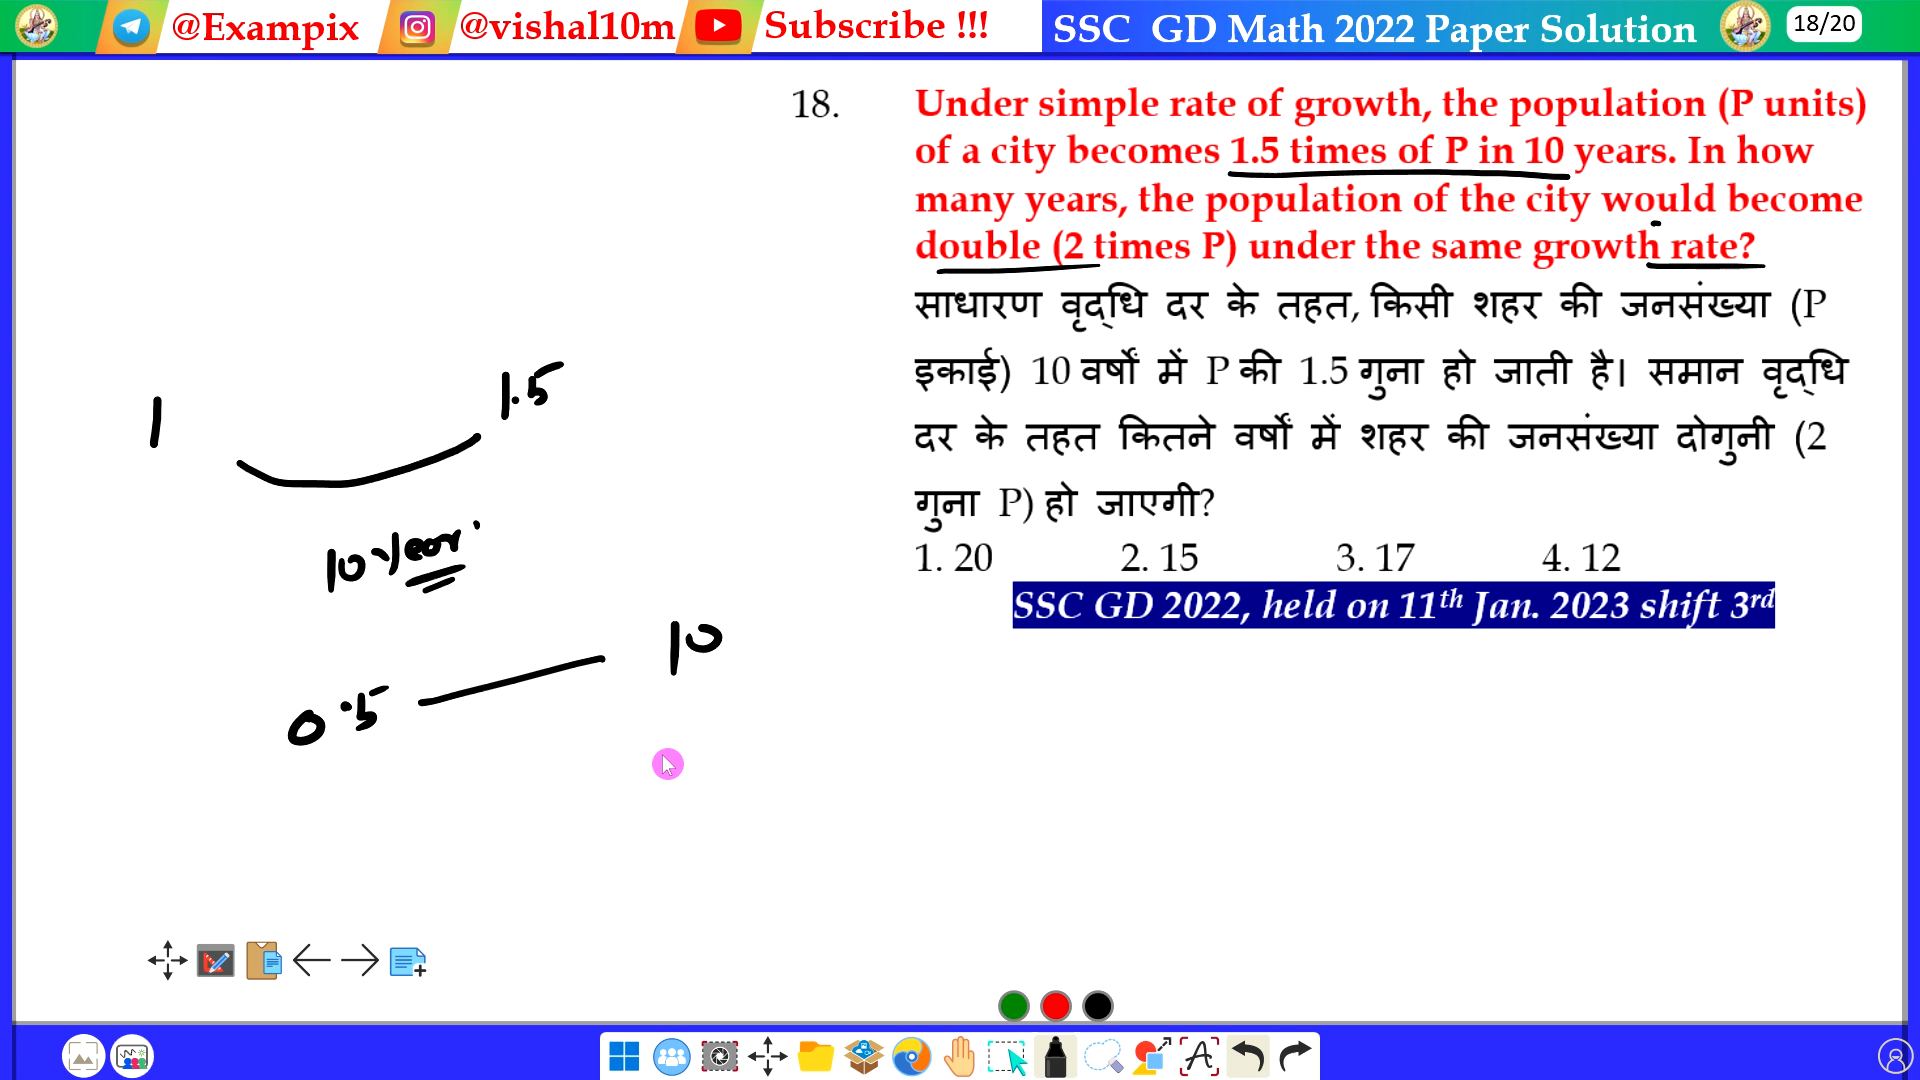 @Exampix @vishal10m Subscribe !!! SSC GD Math 2022 Paper Solution 18/20
18. Under simple rate of growth, the population (P units)
of a city becomes 1.5 times of P in 10 years. In how
many years, the population of the city would become
double (2 times P) under the same growth rate?
साधारण वृद्धि दर के तहत, किसी शहर की जनसंख्या (P
इकाई) 10 वर्षों में P की 1.5 गुना हो जाती है। समान वृद्धि
दर के तहत कितने वर्षों में शहर की जनसंख्या दोगुनी (2
गुना P) हो जाएगी?
1. 20 2. 15 3. 17 4. 12
SSC GD 2022, held on 11th Jan. 2023 shift 3rd
1 1.5
10 year
0.5 10